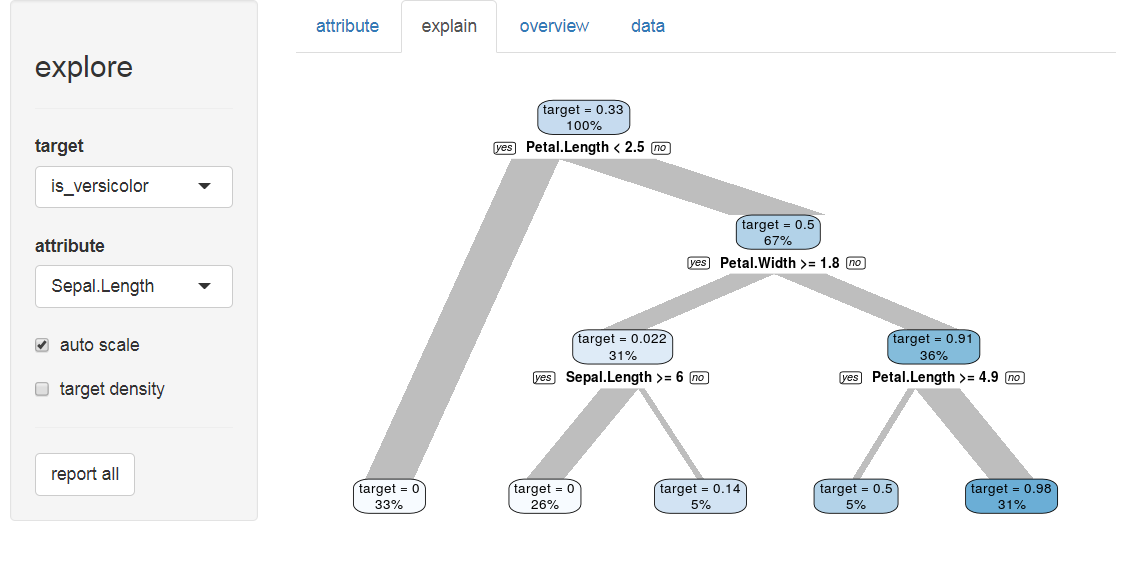 explore
target
is_versicolor
attribute
Sepal.Length
auto scale
target density
report all
attribute explain overview data
target = 0.33
100%
yes Petal.Length < 2.5 no
target = 0.5
67%
yes Petal.Width >= 1.8 no
target = 0.022
31%
yes Sepal.Length >= 6 no
target = 0.91
36%
yes Petal.Length >= 4.9 no
target = 0
33%
target = 0
26%
target = 0.14
5%
target = 0.5
5%
target = 0.98
31%